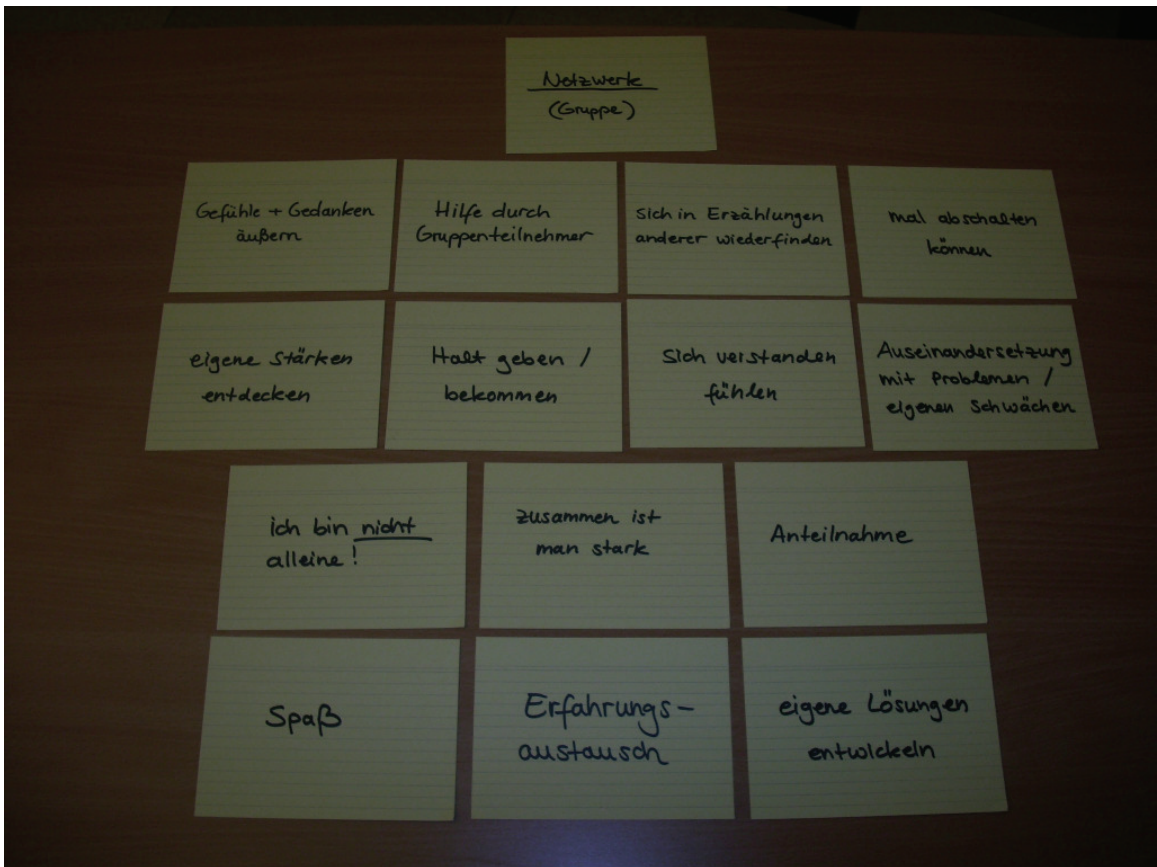 Netzwerke
(Gruppe)
Gefühle + Gedanken
äußern
Hilfe durch
Gruppenteilnehmer
sich in Erzählungen
anderer wiederfinden
mal abschalten
können
eigene Stärken
entdecken
Halt geben /
bekommen
Sich verstanden
fühlen
Auseinandersetzung
mit Problemen /
eigenen Schwächen
ich bin nicht
alleine!
zusammen ist
man stark
Anteilnahme
Spaß
Erfahrungs-
austausch
eigene Lösungen
entwickeln